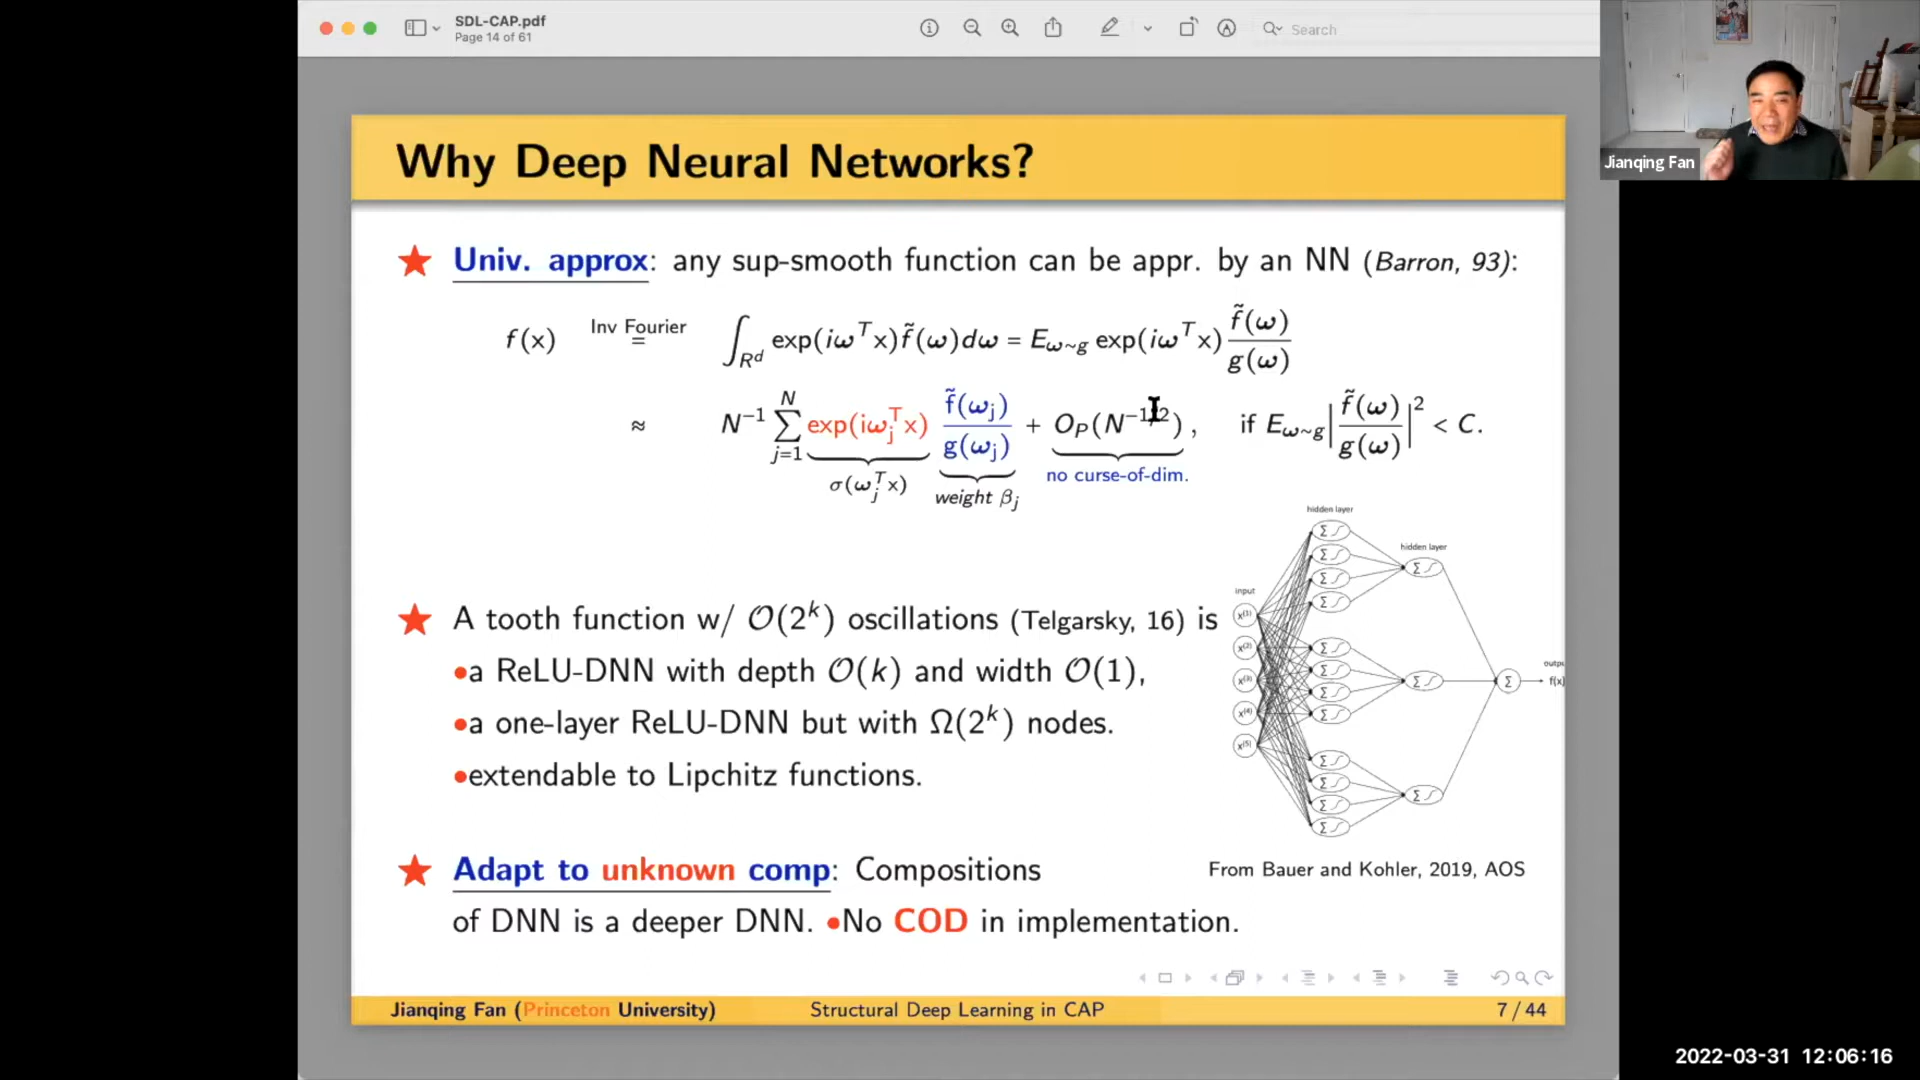 SDL-CAP.pdf
Page 14 of 61
Search
Jianqing Fan
Why Deep Neural Networks?
★ Univ. approx: any sup-smooth function can be appr. by an NN (Barron, 93):
f(x) Inv Fourier = ∫_{R^d} exp(iω^T x) f̃(ω)dω = E_{ω∼g} exp(iω^T x) f̃(ω)/g(ω)
≈ N^{-1} ∑_{j=1}^{N} exp(iω_j^T x) f̃(ω_j)/g(ω_j) + O_P(N^{-1/2}), if E_{ω∼g}|f̃(ω)/g(ω)|^2 < C.
σ(ω_j^T x) weight β_j no curse-of-dim.
★ A tooth function w/ O(2^k) oscillations (Telgarsky, 16) is
•a ReLU-DNN with depth O(k) and width O(1),
•a one-layer ReLU-DNN but with Ω(2^k) nodes.
•extendable to Lipchitz functions.
hidden layer
hidden layer
input
x^(1)
x^(2)
x^(3)
x^(4)
x^(5)
outpu
f(x)
From Bauer and Kohler, 2019, AOS
★ Adapt to unknown comp: Compositions
of DNN is a deeper DNN. •No COD in implementation.
Jianqing Fan (Princeton University) Structural Deep Learning in CAP 7 / 44
2022-03-31 12:06:16